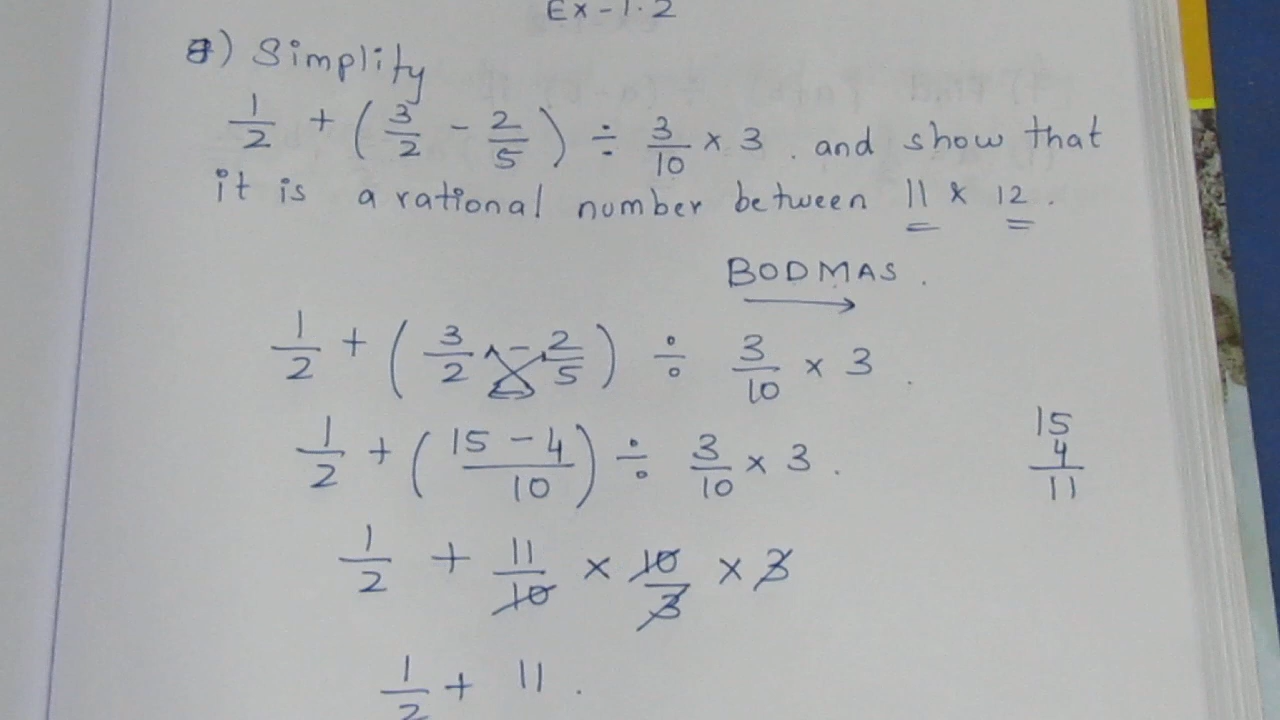 Ex-1.2
8) Simplify
1/2 + (3/2 - 2/5) ÷ 3/10 × 3. and show that
it is a rational number between 11 & 12.
BODMAS.
1/2 + (3/2 - 2/5) ÷ 3/10 × 3.
1/2 + (15 - 4/10) ÷ 3/10 × 3.
15
4
11
1/2 + 11/10 × 10/3 × 3
1/2 + 11.